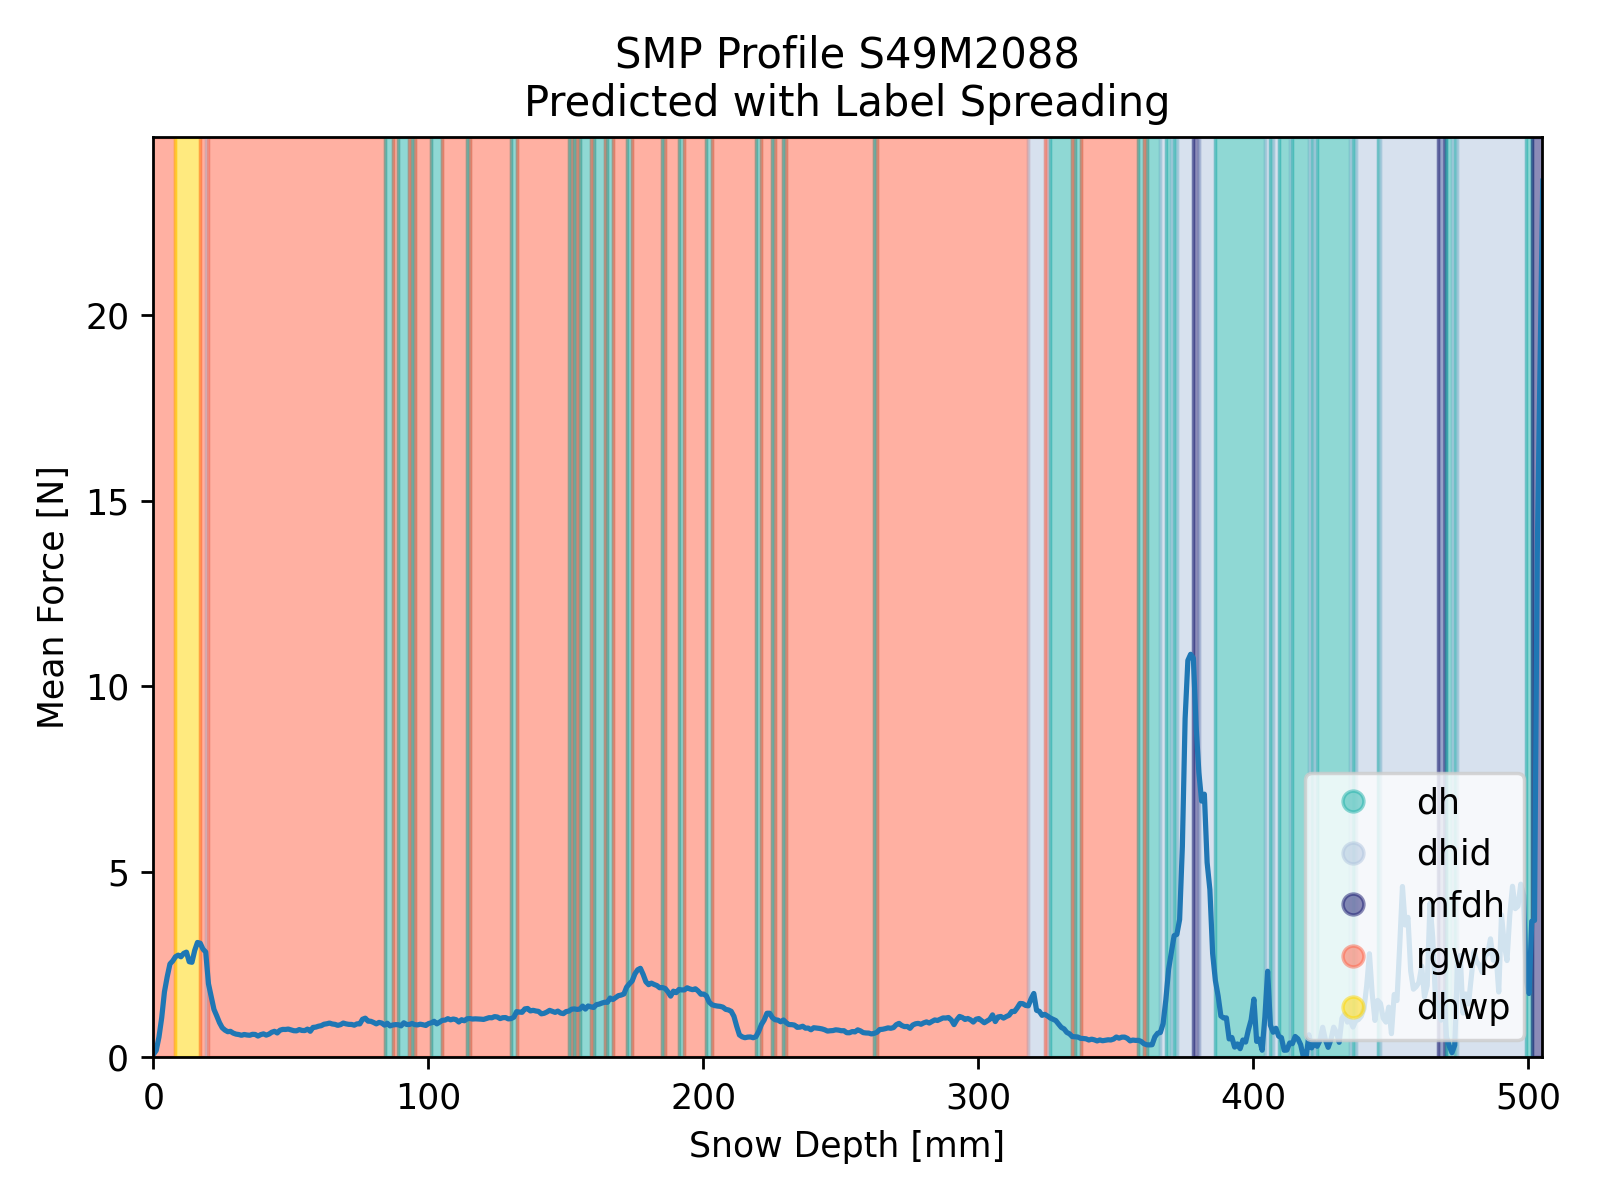 SMP Profile S49M2088
Predicted with Label Spreading
Mean Force [N]
20
15
10
5
0
dh
dhid
mfdh
rgwp
dhwp
0 100 200 300 400 500
Snow Depth [mm]